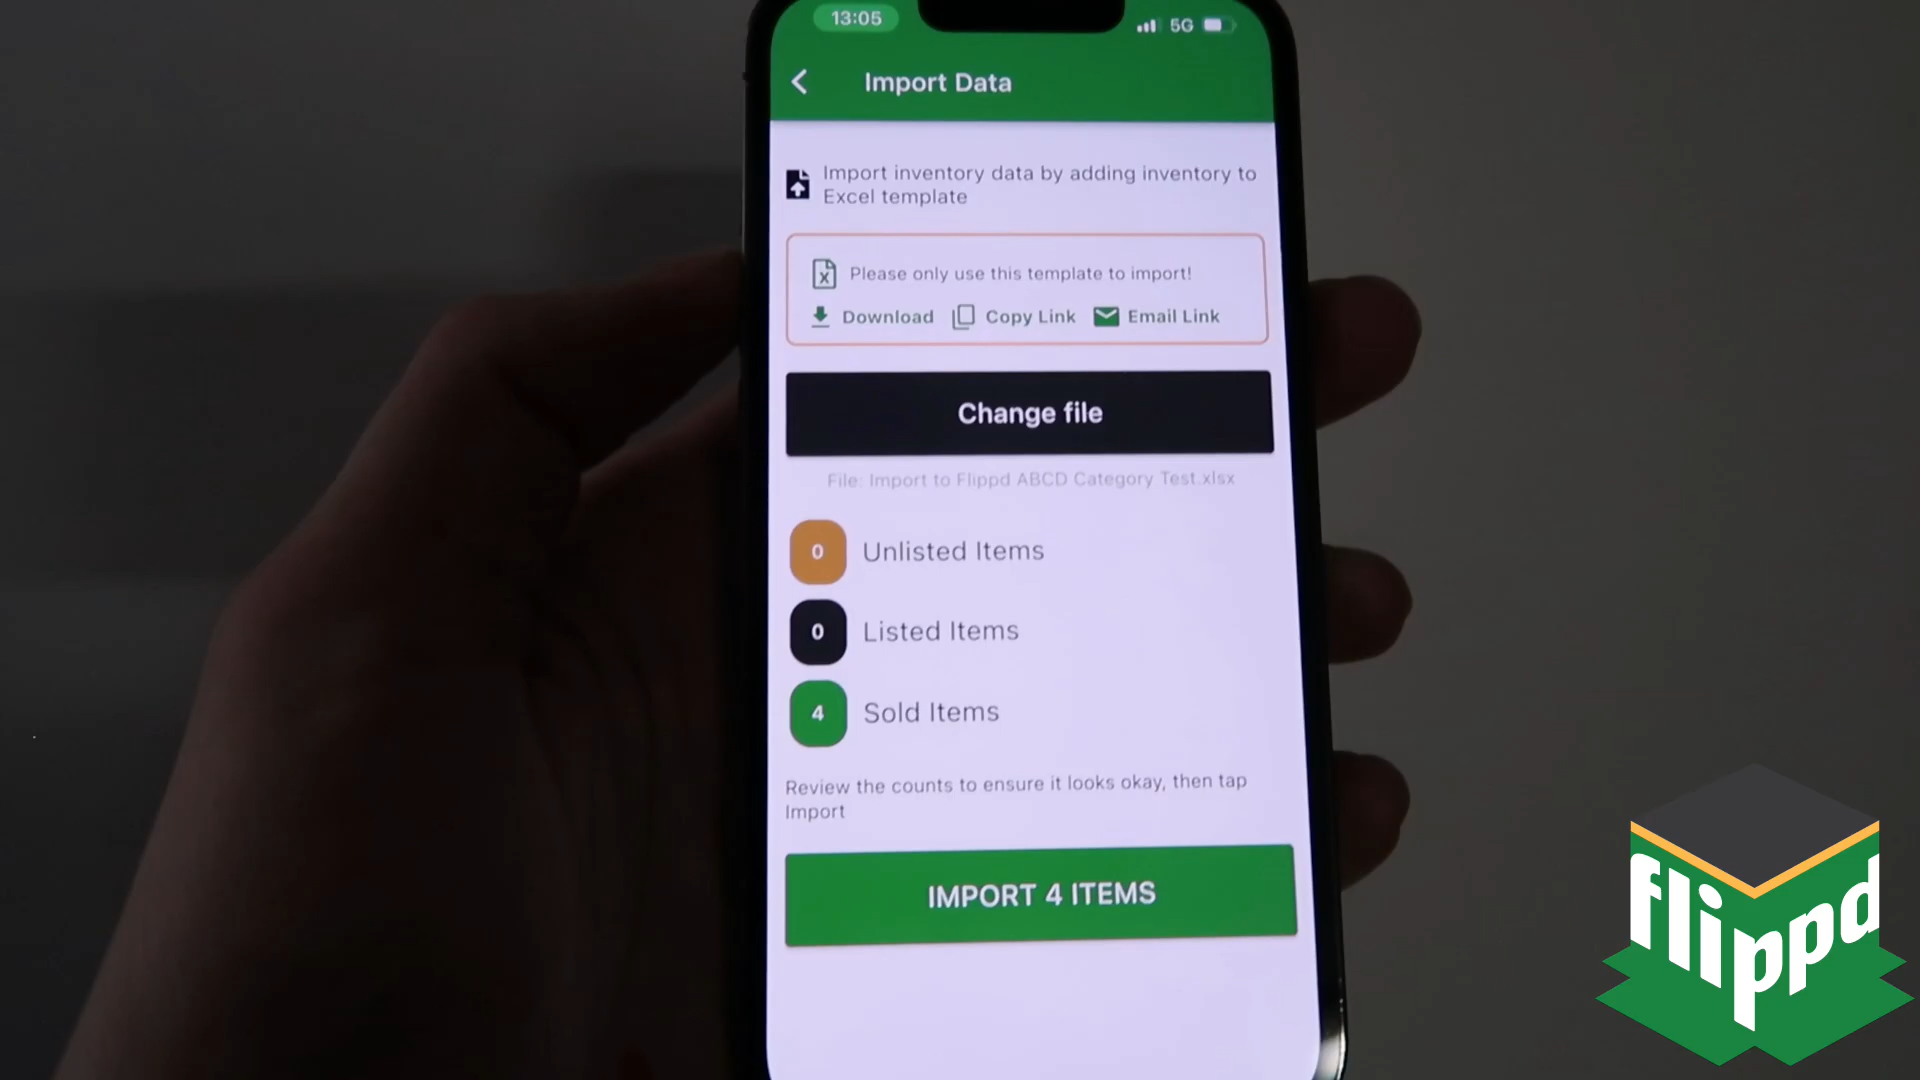 13:05
5G
Import Data
Import inventory data by adding inventory to
Excel template
X
Please only use this template to import!
Download
Copy Link
Email Link
Change file
File: Import to Flippd ABCD Category Test.xlsx
0
Unlisted Items
0
Listed Items
4
Sold Items
Review the counts to ensure it looks okay, then tap
Import
IMPORT 4 ITEMS
flippd